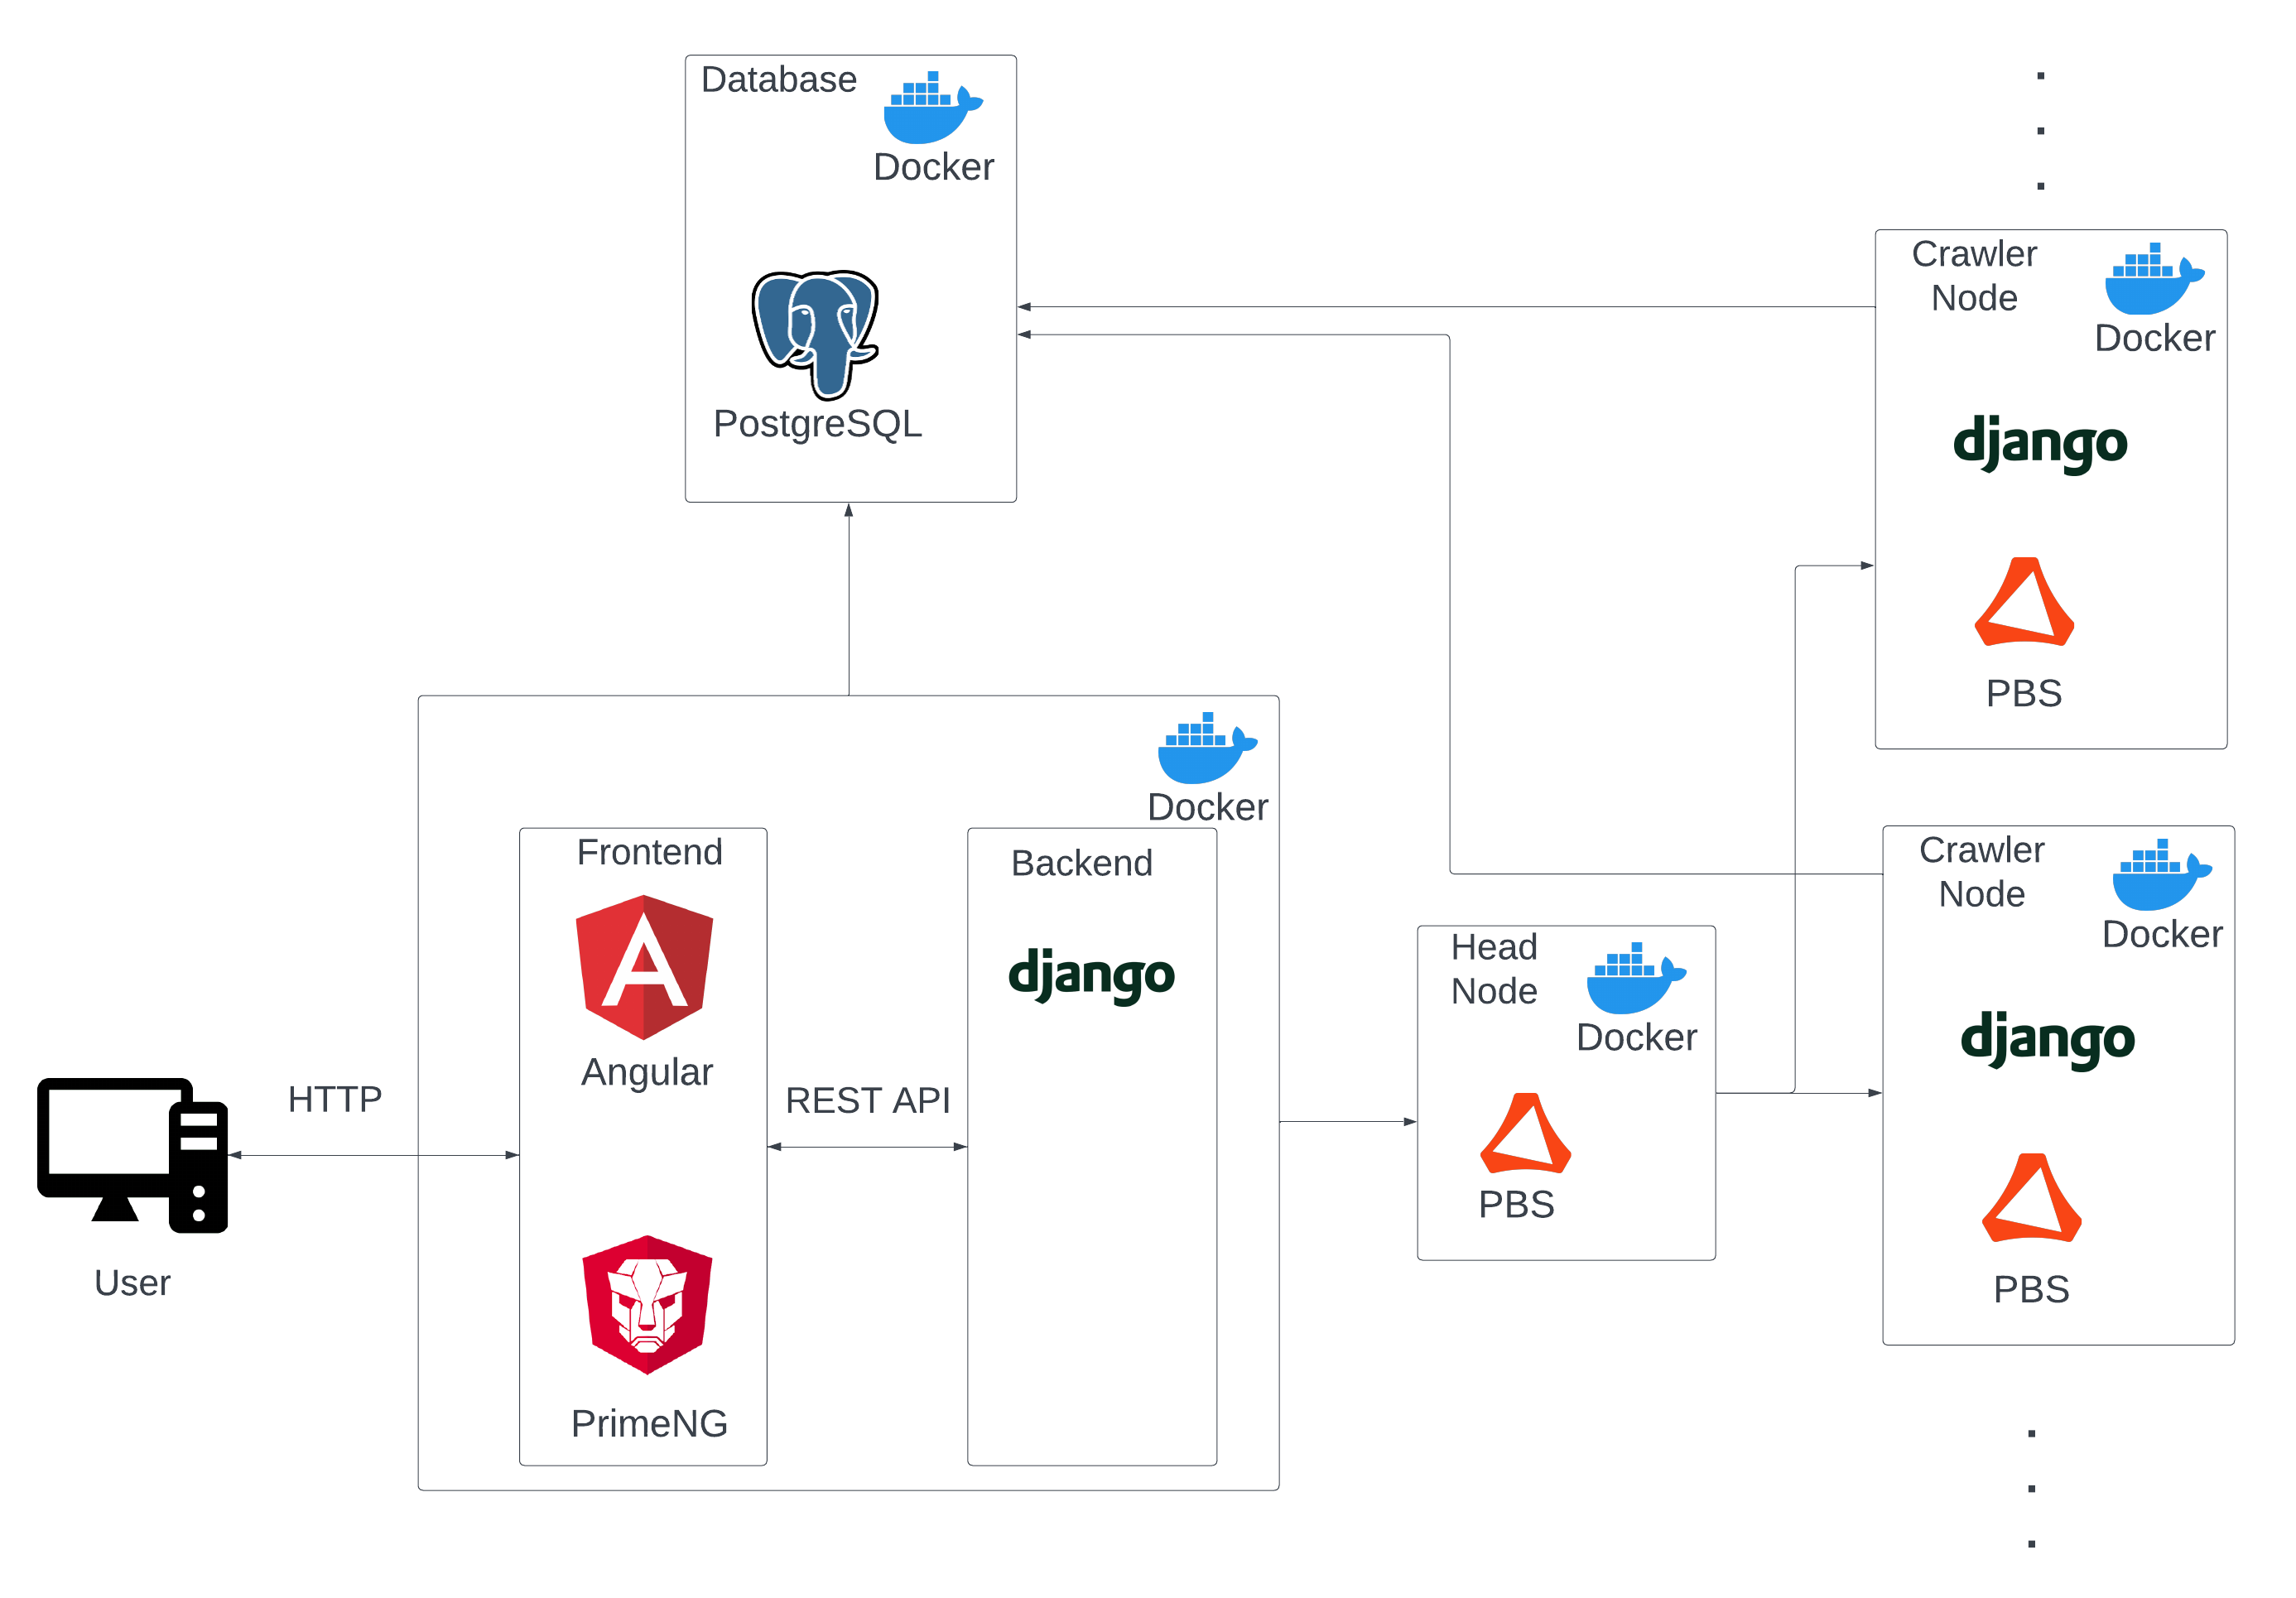 Database
Docker
PostgreSQL
Crawler
Node
Docker
django
PBS
Docker
Frontend
Angular
PrimeNG
Backend
django
HTTP
REST API
User
Head
Node
Docker
PBS
Crawler
Node
Docker
django
PBS